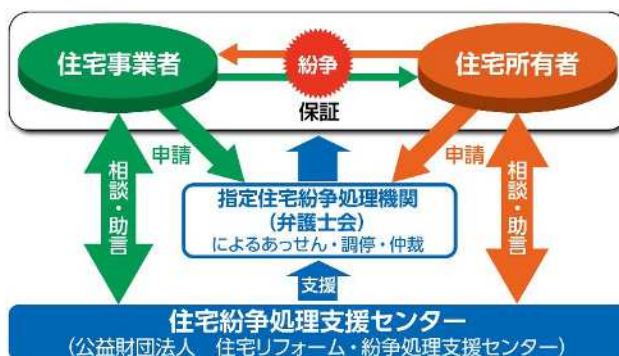 住宅事業者
紛争
住宅所有者
保証
申請
申請
相談・助言
指定住宅紛争処理機関
(弁護士会)
によるあっせん・調停・仲裁
相談・助言
支援
住宅紛争処理支援センター
(公益財団法人 住宅リフォーム・紛争処理支援センター)